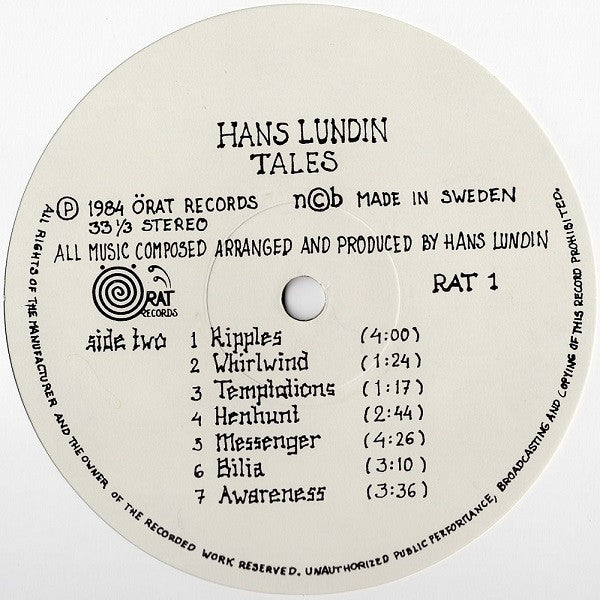 HANS LUNDIN
TALES
Ⓟ 1984 ÖRAT RECORDS n©b MADE IN SWEDEN
33 1/3 STEREO
ALL MUSIC COMPOSED ARRANGED AND PRODUCED BY HANS LUNDIN
ÖRAT
RECORDS
RAT 1
side two
1 Ripples (4:00)
2 Whirlwind (1:24)
3 Temptations (1:17)
4 Henhunt (2:44)
5 Messenger (4:26)
6 Bilia (3:10)
7 Awareness (3:36)
ALL RIGHTS OF THE MANUFACTURER AND THE OWNER OF THE RECORDED WORK RESERVED. UNAUTHORIZED PUBLIC PERFORMANCE, BROADCASTING AND COPYING OF THIS RECORD PROHIBITED.